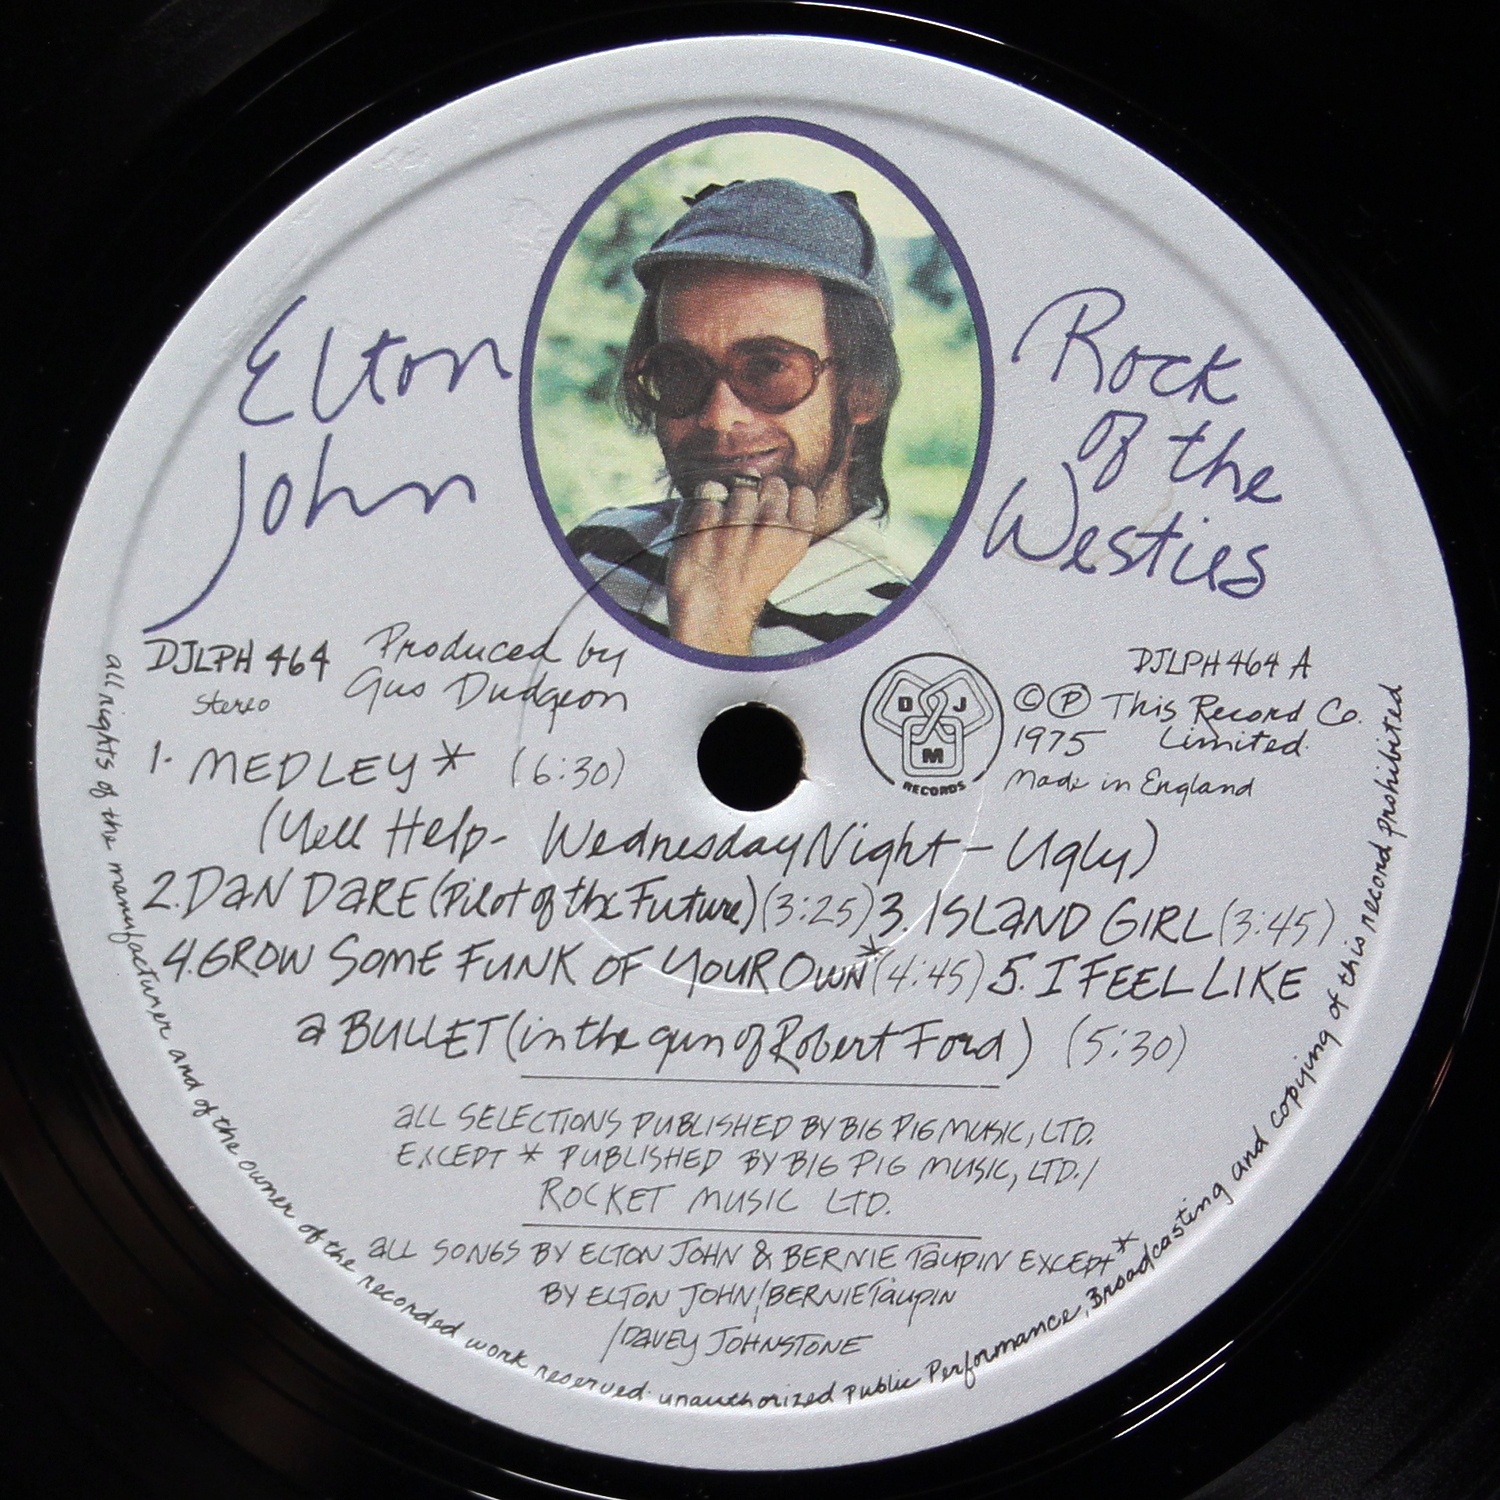 Elton
John
Rock
of the
Westies
DJLPH 464
Stereo
Produced by
Gus Dudgeon
D J
M
RECORDS
DJLPH 464 A
© ℗ This Record Co.
1975 Limited.
Made in England
1. MEDLEY * (6:30)
(Yell Help- Wednesday Night - Ugly)
2. DaN DaRE (Pilot of the Future) (3:25) 3. ISLaND GIRL (3:45)
4. GROW SOME FUNK OF YOUR OWN* (4:45) 5. I FEEL LIKE
a BULLET (in the gun of Robert Ford) (5:30)
aLL SELECTIONS PUBLISHED BY BIG PIG MUSIC, LTD.
EXCEPT * PUBLISHED BY BIG PIG MUSIC, LTD./
ROCKET MUSIC LTD.
aLL SONGS BY ELTON JOHN & BERNIE TaUPIN EXCEPT *
BY ELTON JOHN/BERNIE TaUPIN
/DAVEY JOHNSTONE
all rights of the manufacturer and of the owner of the recorded work reserved. unauthorized public Performance, Broadcasting and copying of this record prohibited